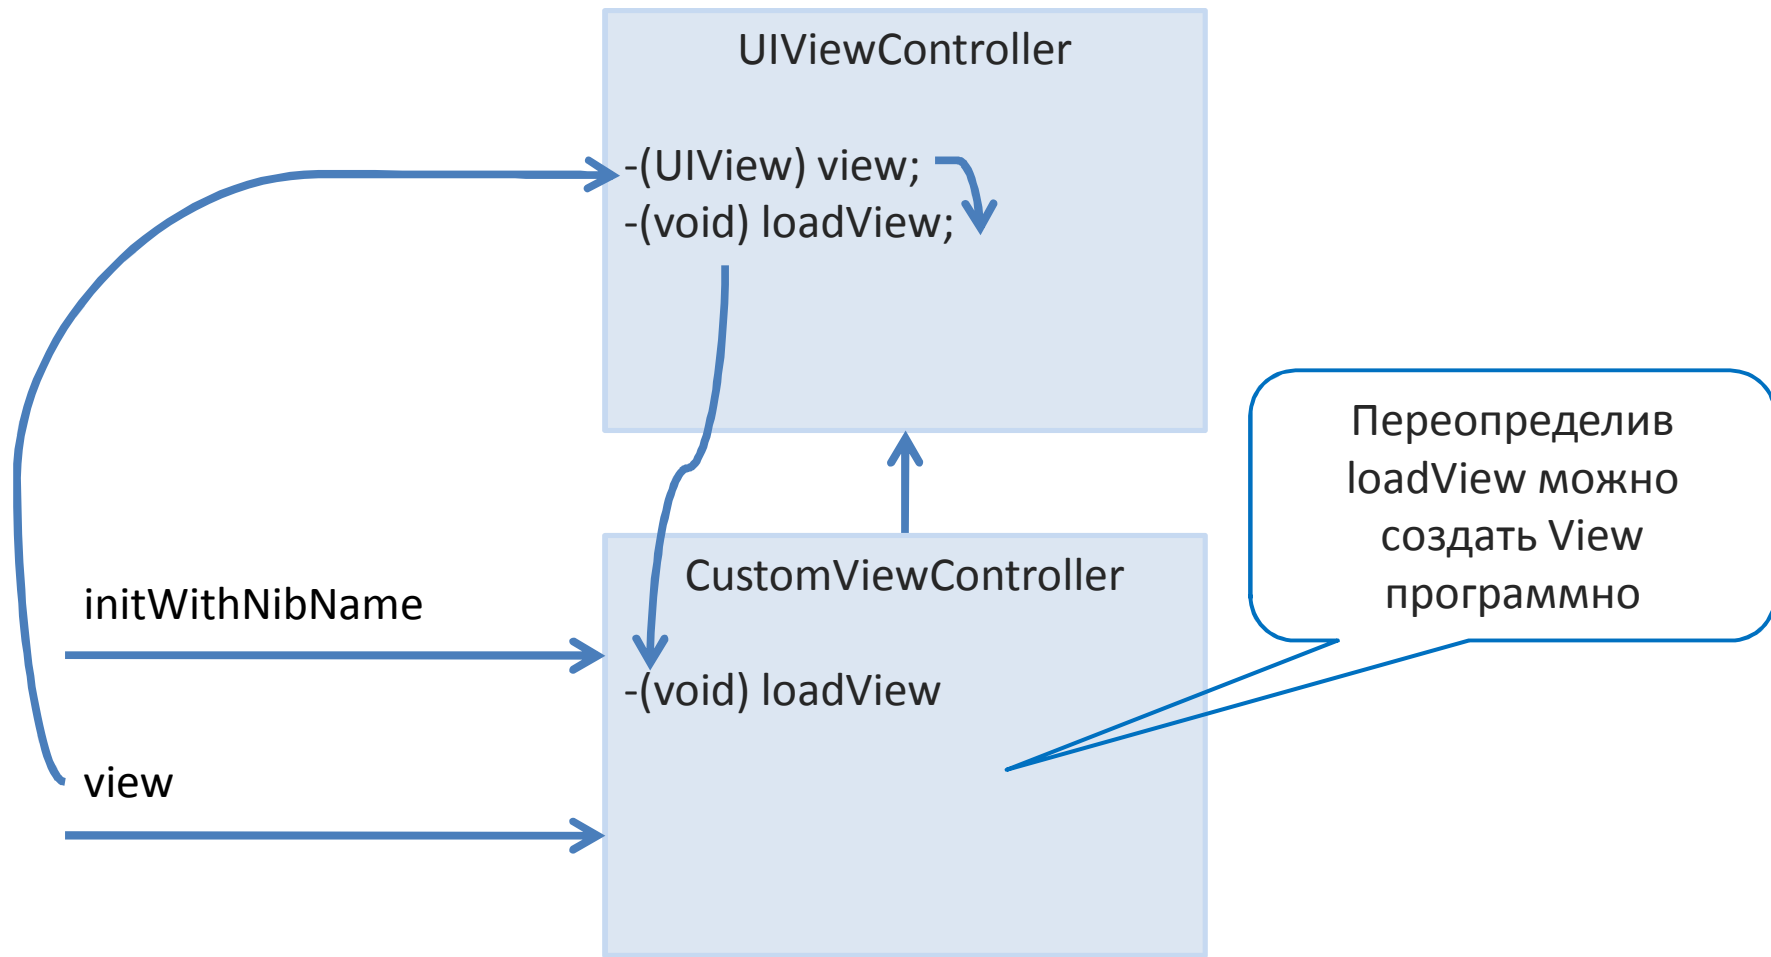 UIViewController
-(UIView) view;
-(void) loadView;
Переопределив
loadView можно
создать View
программно
CustomViewController
initWithNibName
-(void) loadView
view